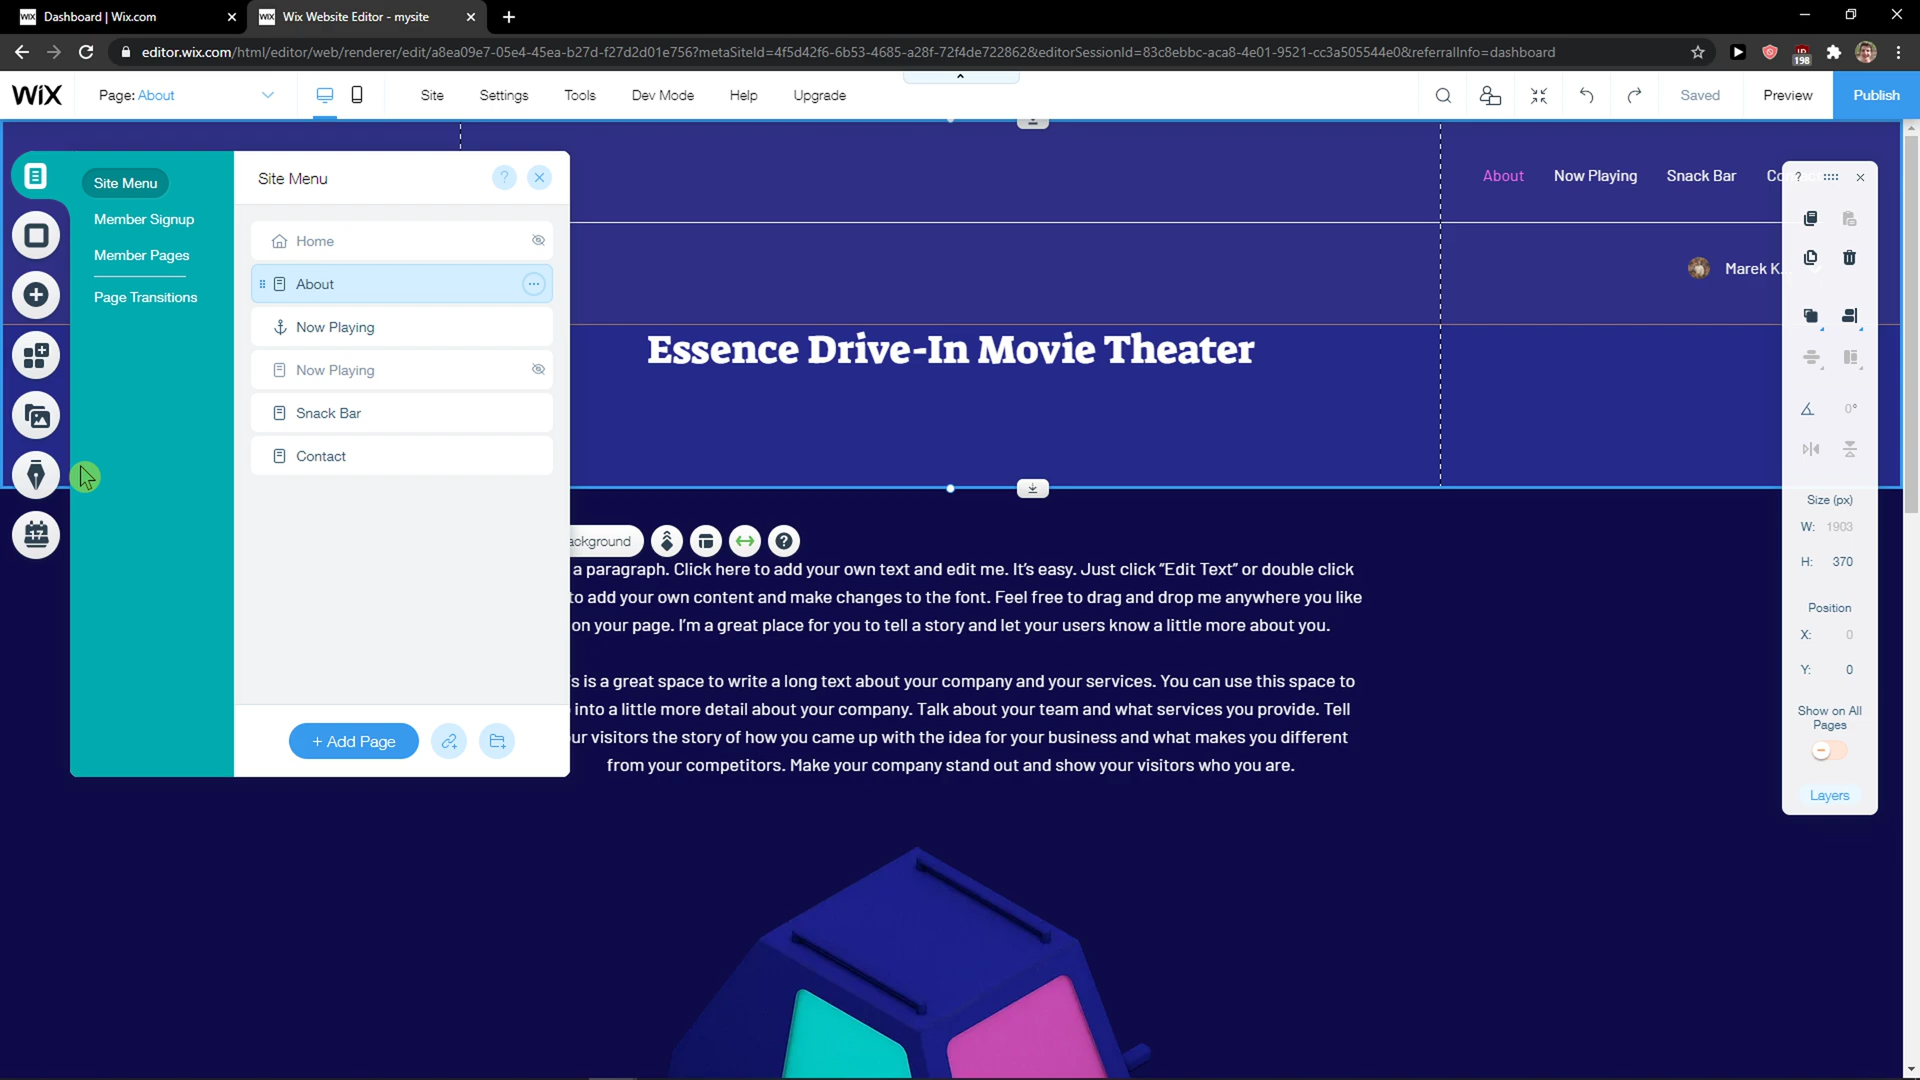 Dashboard | Wix.com
Wix Website Editor - mysite
editor.wix.com/html/editor/web/renderer/edit/a8ea09e7-05e4-45ea-b27d-f27d2d01e756?metaSiteId=4f5d42f6-6b53-4685-a28f-72f4de722862&editorSessionId=83c8ebbc-aca8-4e01-9521-cc3a505544e0&referralInfo=dashboard
198
WiX
Page: About
Site
Settings
Tools
Dev Mode
Help
Upgrade
Saved
Preview
Publish
Site Menu
Member Signup
Member Pages
Page Transitions
Site Menu
?
Home
About
Now Playing
Now Playing
Snack Bar
Contact
+ Add Page
17
About
Now Playing
Snack Bar
Marek K...
Essence Drive-In Movie Theater
ackground
?
a paragraph. Click here to add your own text and edit me. It's easy. Just click "Edit Text" or double click
to add your own content and make changes to the font. Feel free to drag and drop me anywhere you like
on your page. I'm a great place for you to tell a story and let your users know a little more about you.
s is a great space to write a long text about your company and your services. You can use this space to
into a little more detail about your company. Talk about your team and what services you provide. Tell
ur visitors the story of how you came up with the idea for your business and what makes you different
from your competitors. Make your company stand out and show your visitors who you are.
?
0°
Size (px)
W: 1903
H: 370
Position
X: 0
Y: 0
Show on All
Pages
Layers